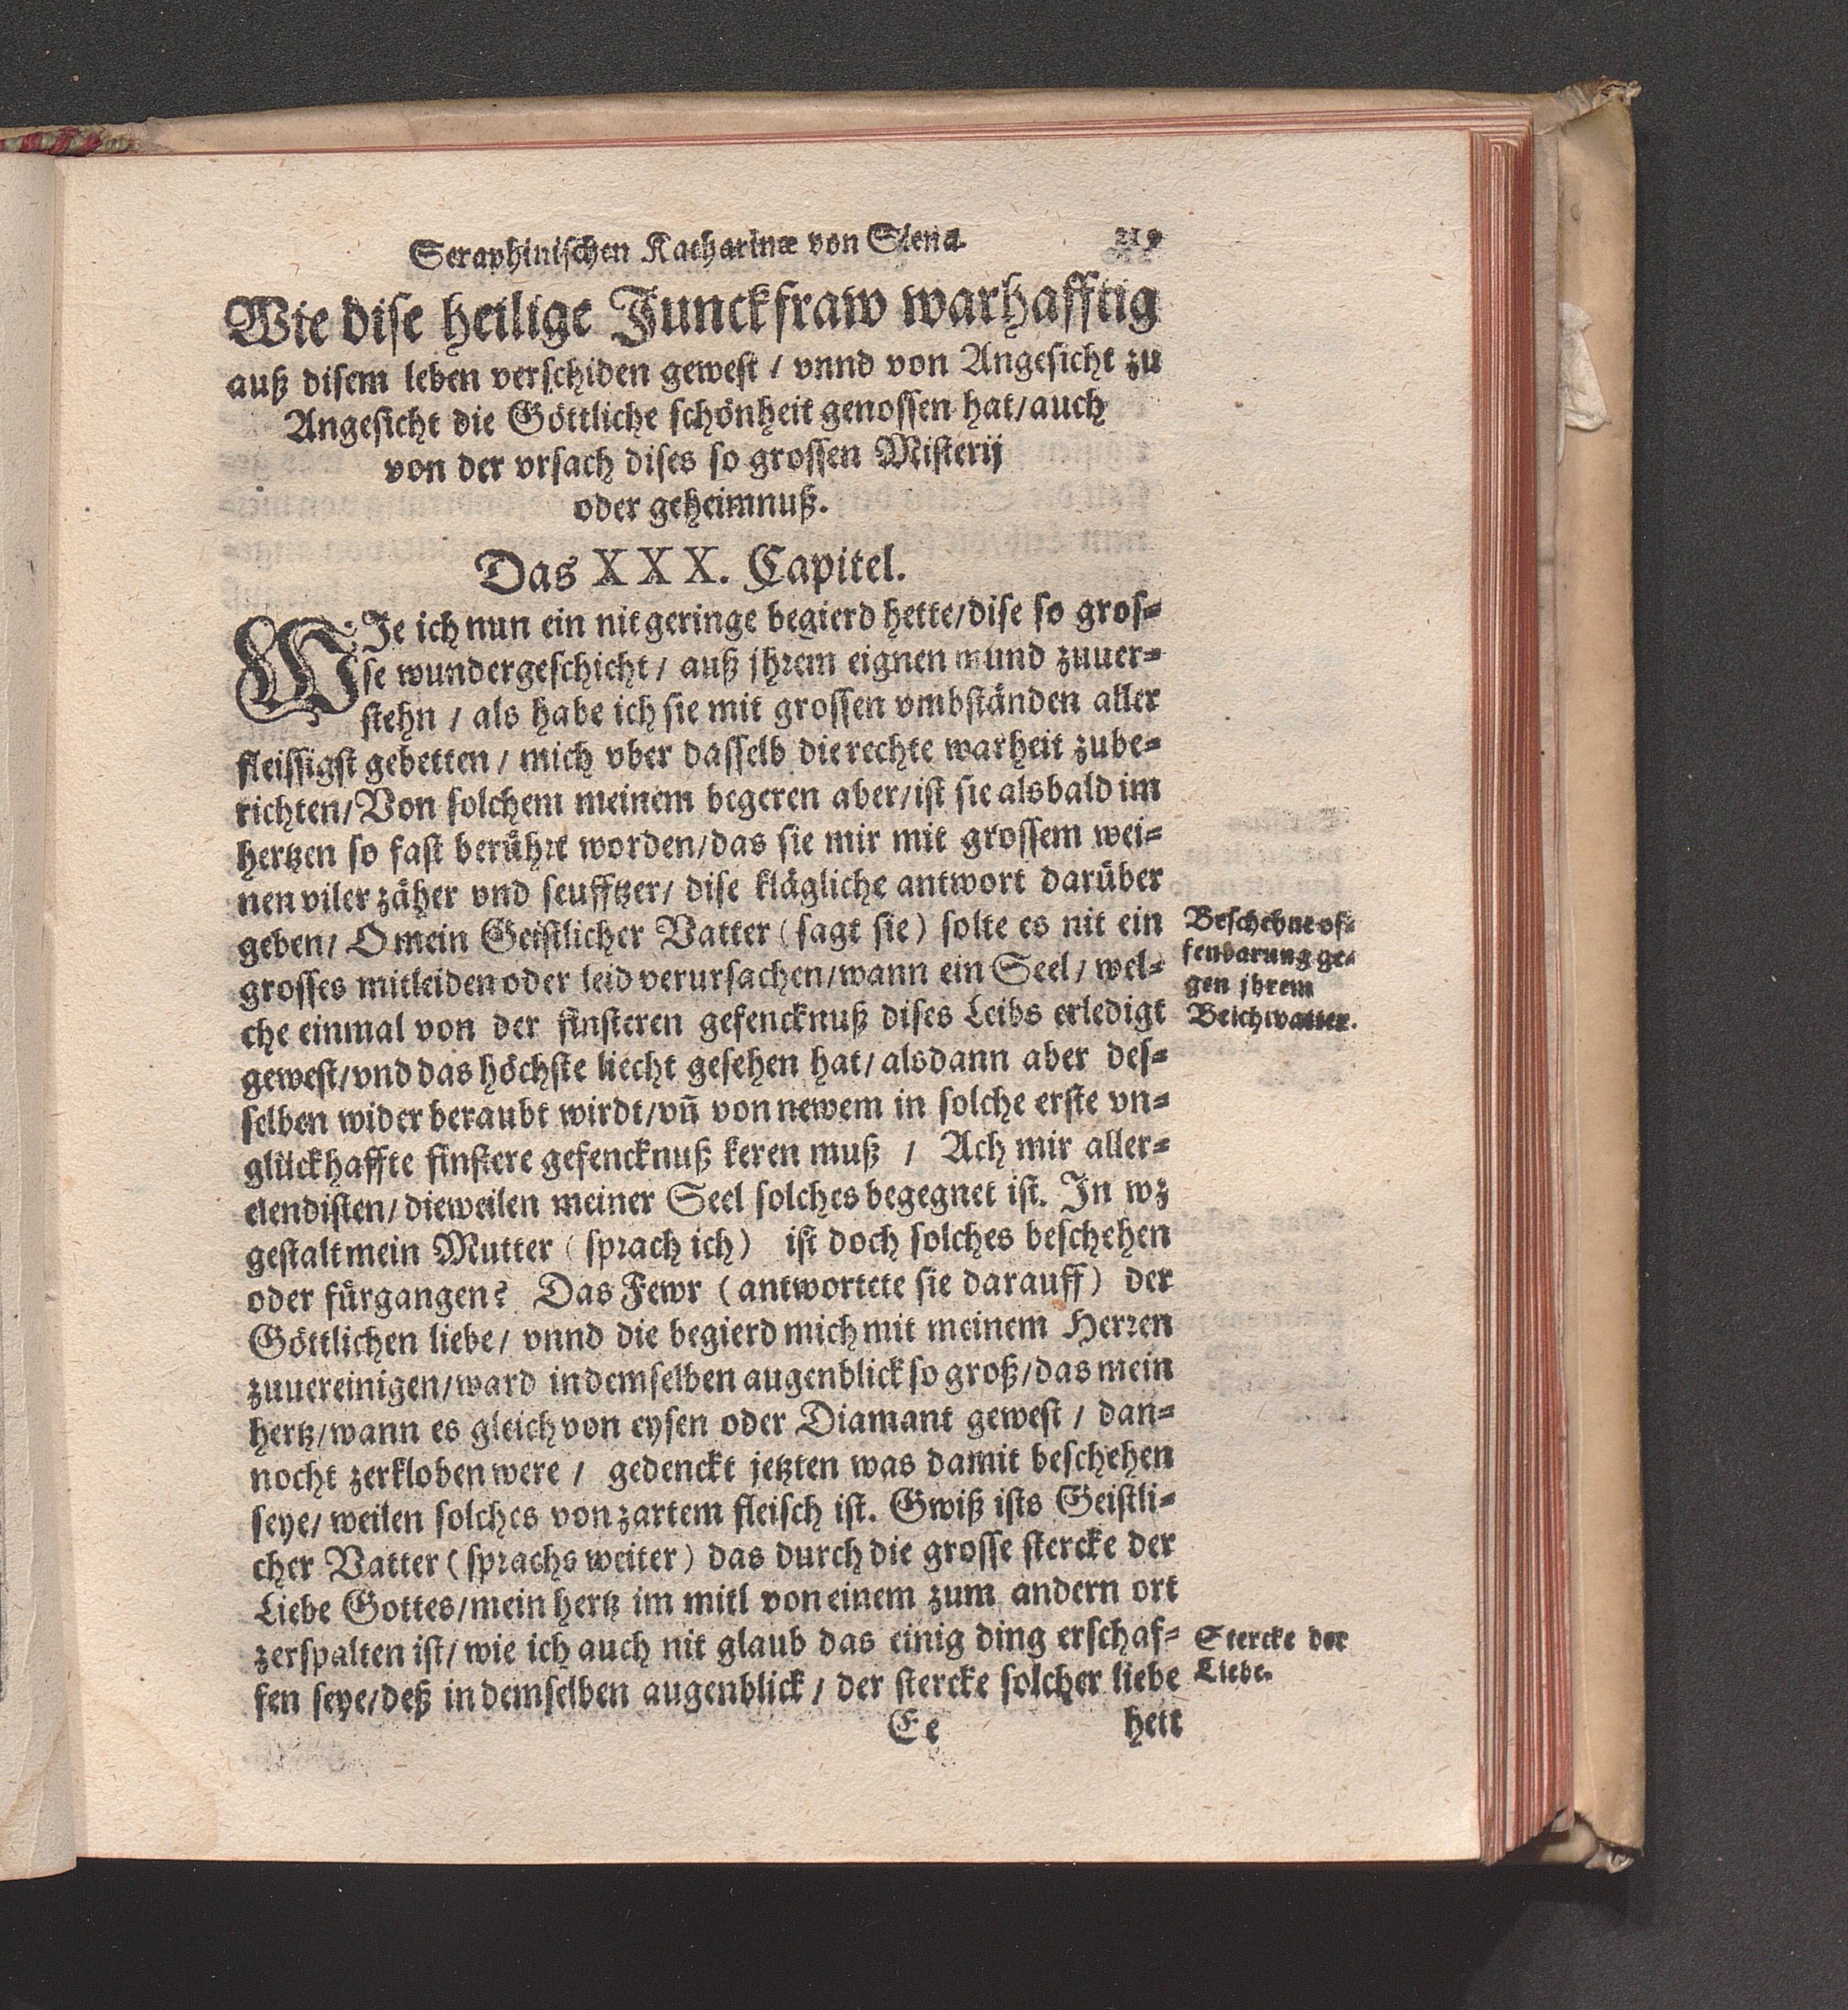 Seraphinischen Katharinæ von Siena. 219
Wie dise heilige Junckfraw warhafftig
auß disem leben verschiden gewest / vnnd von Angesicht zu
Angesicht die Göttliche schönheit genossen hat/auch
von der vrsach dises so grossen Misterij
oder geheimnuß.
Das XXX. Capitel.
WJe ich nun ein nit geringe begierd hette/dise so gros-
se wundergeschicht / auß jhrem eignen mund zuuer-
stehn / als habe ich sie mit grossen vmbständen aller
fleissigst gebetten / mich vber dasselb die rechte warheit zube-
richten/Von solchem meinem begeren aber/ist sie alsbald im
hertzen so fast berührt worden/das sie mir mit grossem wei-
nen viler zäher vnd seufftzer/ dise klägliche antwort darüber
geben/ O mein Geistlicher Vatter (sagt sie) solte es nit ein
grosses mitleiden oder leid verursachen/wann ein Seel / wel-
che einmal von der finsteren gefencknuß dises Leibs erledigt
gewest/vnd das höchste liecht gesehen hat/ alsdann aber des-
selben wider beraubt wirdt/vñ von newem in solche erste vn-
glückhaffte finstere gefencknuß keren muß / Ach mir aller-
elendisten/ dieweilen meiner Seel solches begegnet ist. In wz
gestalt mein Mutter (sprach ich) ist doch solches beschehen
oder fürgangen? Das Fewr (antwortete sie darauff) der
Göttlichen liebe/ vnnd die begierd mich mit meinem Herren
zuuereinigen/ward in demselben augenblick so groß/das mein
hertz/wann es gleich von eysen oder Diamant gewest / dan-
nocht zerkloben were / gedenckt jetzten was damit beschehen
seye/ weilen solches von zartem fleisch ist. Gwiß ists Geistli-
cher Vatter (sprachs weiter) das durch die grosse stercke der
Liebe Gottes/mein hertz im mitl von einem zum andern ort
zerspalten ist/ wie ich auch nit glaub das einig ding erschaf-
fen seye/deß in demselben augenblick / der stercke solcher liebe
Ee hett
Beschehne of-
fenbarung ge-
gen jhrem
Beichvatter.
Stercke der
Liebe.